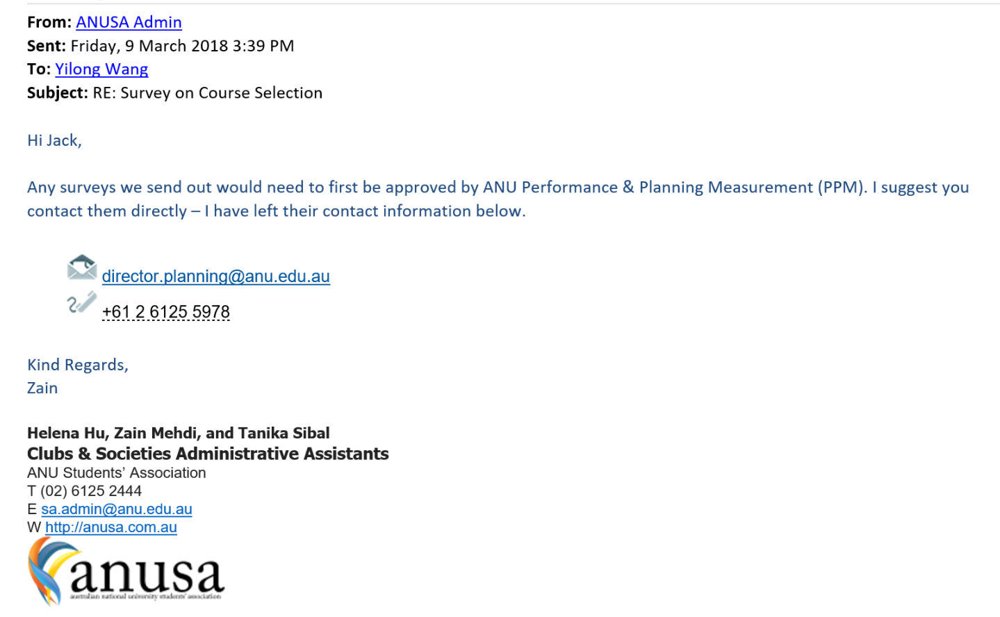 From: ANUSA Admin
Sent: Friday, 9 March 2018 3:39 PM
To: Yilong Wang
Subject: RE: Survey on Course Selection
Hi Jack,
Any surveys we send out would need to first be approved by ANU Performance & Planning Measurement (PPM). I suggest you
contact them directly – I have left their contact information below.
director.planning@anu.edu.au
+61 2 6125 5978
Kind Regards,
Zain
Helena Hu, Zain Mehdi, and Tanika Sibal
Clubs & Societies Administrative Assistants
ANU Students’ Association
T (02) 6125 2444
E sa.admin@anu.edu.au
W http://anusa.com.au
anusa
australian national university students' association